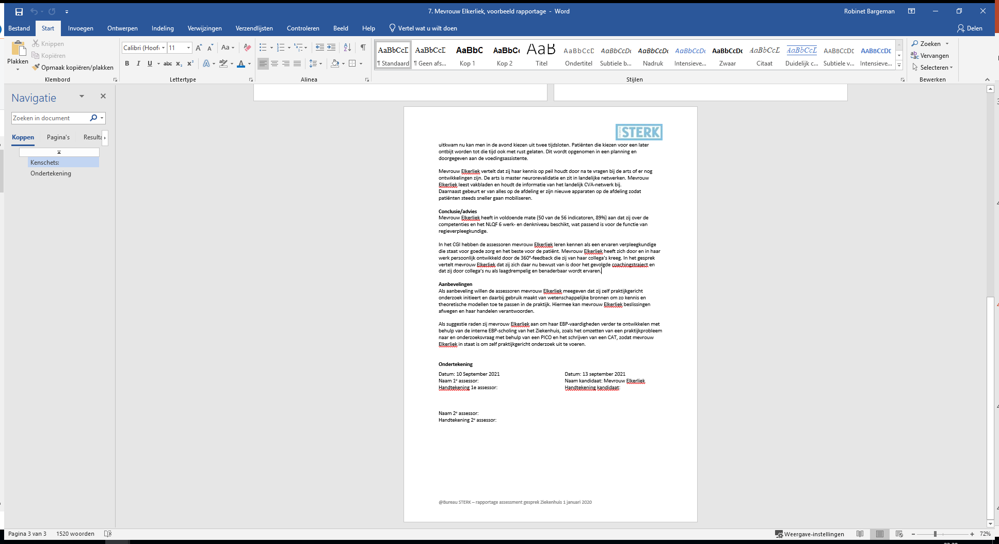 7. Mevrouw Elkerliek, voorbeeld rapportage - Word
Robinet Bargeman
Bestand Start Invoegen Ontwerpen Indeling Verwijzingen Verzendlijsten Controleren Beeld Help Vertel wat u wilt doen Delen
Plakken
Knippen
Kopiëren
Opmaak kopiëren/plakken
Klembord
Calibri (Hoof 11
Lettertype
Alinea
AaBbCcD AaBbCcD AaBbC AaBbC AaB AaBbCcD AaBbCcDc AaBbCcDc AaBbCcDc AaBbCcDc AaBbCcD AaBbCcD AaBbCcDE AaBbCcDE
¶ Standaard ¶ Geen afs... Kop 1 Kop 2 Titel Ondertitel Subtiele b... Nadruk Intensieve... Zwaar Citaat Duidelijk c... Subtiele v... Intensieve...
Stijlen
Zoeken
Vervangen
Selecteren
Bewerken
Navigatie
Zoeken in document
Koppen Pagina's Resulta
Kenschets:
Ondertekening
STERK
uitkwam nu kan men in de avond kiezen uit twee tijdsloten. Patiënten die kiezen voor een later
ontbijt worden tot die tijd ook met rust gelaten. Dit wordt opgenomen in een planning en
doorgegeven aan de voedingsassistente.
Mevrouw Elkerliek vertelt dat zij haar kennis op peil houdt door na te vragen bij de arts of er nog
ontwikkelingen zijn. De arts is master neurorevalidatie en zit in landelijke netwerken. Mevrouw
Elkerliek leest vakbladen en houdt de informatie van het landelijk CVA-netwerk bij.
Daarnaast gebeurt er van alles op de afdeling er zijn nieuwe apparaten op de afdeling zodat
patiënten steeds sneller gaan mobiliseren.
Conclusie/advies
Mevrouw Elkerliek heeft in voldoende mate (50 van de 56 indicatoren, 89%) aan dat zij over de
competenties en het NLQF 6 werk- en denkniveau beschikt, wat passend is voor de functie van
regieverpleegkundige.
In het CGI hebben de assessoren mevrouw Elkerliek leren kennen als een ervaren verpleegkundige
die staat voor goede zorg en het beste voor de patiënt. Mevrouw Elkerliek heeft zich door en in haar
werk persoonlijk ontwikkeld door de 360°-feedback die zij van haar collega's kreeg. In het gesprek
vertelt mevrouw Elkerliek dat zij zich daar nu bewust van is door het gevolgde coachingstraject en
dat zij door collega's nu als laagdrempelig en benaderbaar wordt ervaren.
Aanbevelingen
Als aanbeveling willen de assessoren mevrouw Elkerliek meegeven dat zij zelf praktijkgericht
onderzoek initieert en daarbij gebruik maakt van wetenschappelijke bronnen om zo kennis en
theoretische modellen toe te passen in de praktijk. Hiermee kan mevrouw Elkerliek beslissingen
afwegen en haar handelen verantwoorden.
Als suggestie raden zij mevrouw Elkerliek aan om haar EBP-vaardigheden verder te ontwikkelen met
behulp van de interne EBP-scholing van het Ziekenhuis, zoals het omzetten van een praktijkprobleem
naar en onderzoeksvraag met behulp van een PICO en het schrijven van een CAT, zodat mevrouw
Elkerliek in staat is om zelf praktijkgericht onderzoek uit te voeren.
Ondertekening
Datum: 10 September 2021 Datum: 13 september 2021
Naam 1e assessor: Naam kandidaat: Mevrouw Elkerliek
Handtekening 1e assessor: Handtekening kandidaat:
Naam 2e assessor:
Handtekening 2e assessor:
@Bureau STERK – rapportage assessment gesprek Ziekenhuis 1 januari 2020
Pagina 3 van 3 1520 woorden Weergave-instellingen 72%